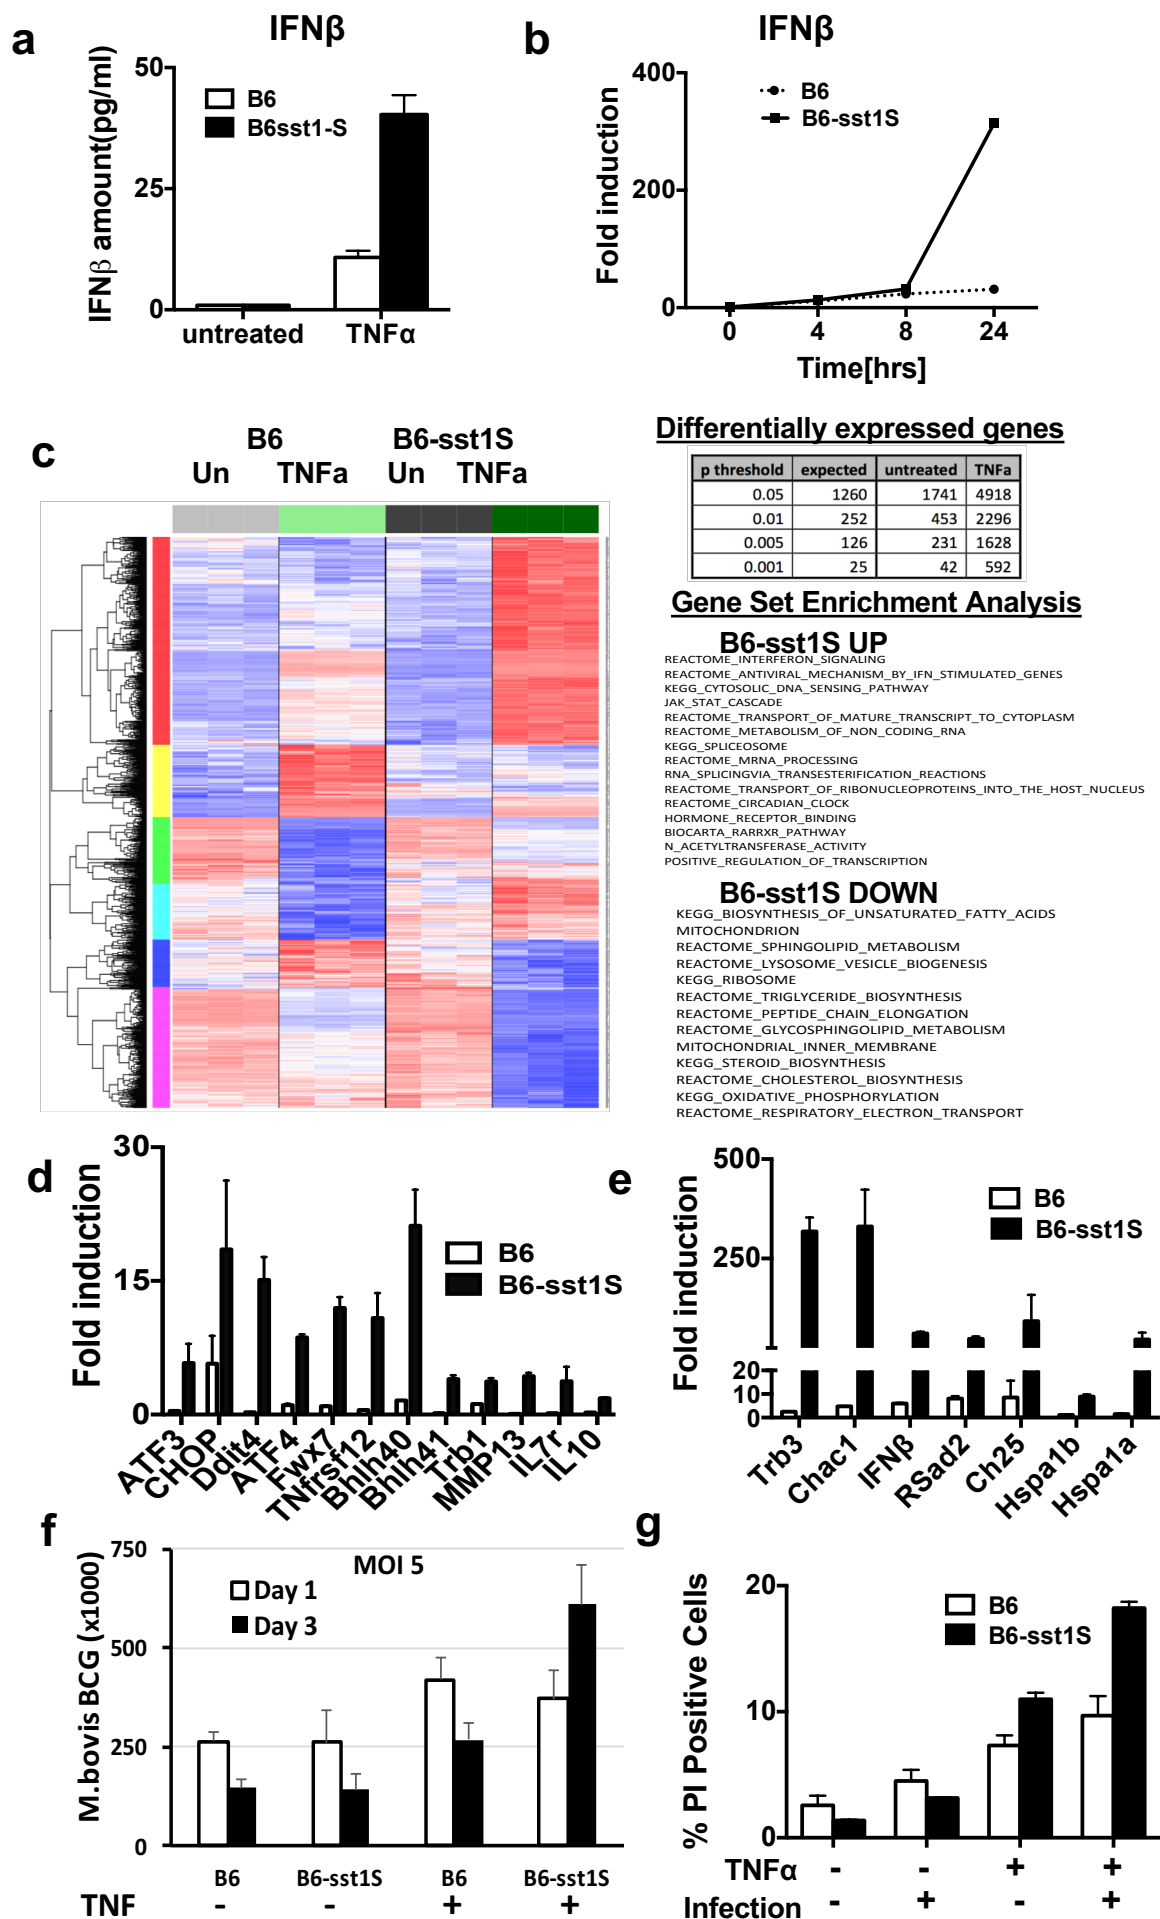 a
IFNβ
IFNβ amount(pg/ml)
50
25
0
B6
B6sst1-S
untreated
TNFα
b
IFNβ
Fold induction
400
200
0
B6
B6-sst1S
0
4
8
24
Time[hrs]
c
B6
B6-sst1S
Un
TNFa
Un
TNFa
Differentially expressed genes
p threshold expected untreated TNFa
0.05 1260 1741 4918
0.01 252 453 2296
0.005 126 231 1628
0.001 25 42 592
Gene Set Enrichment Analysis
B6-sst1S UP
REACTOME_INTERFERON_SIGNALING
REACTOME_ANTIVIRAL_MECHANISM_BY_IFN_STIMULATED_GENES
KEGG_CYTOSOLIC_DNA_SENSING_PATHWAY
JAK_STAT_CASCADE
REACTOME_TRANSPORT_OF_MATURE_TRANSCRIPT_TO_CYTOPLASM
REACTOME_METABOLISM_OF_NON_CODING_RNA
KEGG_SPLICEOSOME
REACTOME_MRNA_PROCESSING
RNA_SPLICINGVIA_TRANSESTERIFICATION_REACTIONS
REACTOME_TRANSPORT_OF_RIBONUCLEOPROTEINS_INTO_THE_HOST_NUCLEUS
REACTOME_CIRCADIAN_CLOCK
HORMONE_RECEPTOR_BINDING
BIOCARTA_RARRXR_PATHWAY
N_ACETYLTRANSFERASE_ACTIVITY
POSITIVE_REGULATION_OF_TRANSCRIPTION
B6-sst1S DOWN
KEGG_BIOSYNTHESIS_OF_UNSATURATED_FATTY_ACIDS
MITOCHONDRION
REACTOME_SPHINGOLIPID_METABOLISM
REACTOME_LYSOSOME_VESICLE_BIOGENESIS
KEGG_RIBOSOME
REACTOME_TRIGLYCERIDE_BIOSYNTHESIS
REACTOME_PEPTIDE_CHAIN_ELONGATION
REACTOME_GLYCOSPHINGOLIPID_METABOLISM
MITOCHONDRIAL_INNER_MEMBRANE
KEGG_STEROID_BIOSYNTHESIS
REACTOME_CHOLESTEROL_BIOSYNTHESIS
KEGG_OXIDATIVE_PHOSPHORYLATION
REACTOME_RESPIRATORY_ELECTRON_TRANSPORT
d
Fold induction
30
15
0
B6
B6-sst1S
ATF3
CHOP
Ddit4
ATF4
Fwx7
TNfrsf12
Bhlh40
Bhlh41
Trb1
MMP13
IL7r
IL10
e
Fold induction
500
250
20
10
0
B6
B6-sst1S
Trb3
Chac1
IFNβ
RSad2
Ch25
Hspa1b
Hspa1a
f
M.bovis BCG (x1000)
750
500
250
0
MOI 5
Day 1
Day 3
B6
B6-sst1S
B6
B6-sst1S
TNF - - + +
g
% PI Positive Cells
20
10
0
B6
B6-sst1S
TNFα - - + +
Infection - + - +